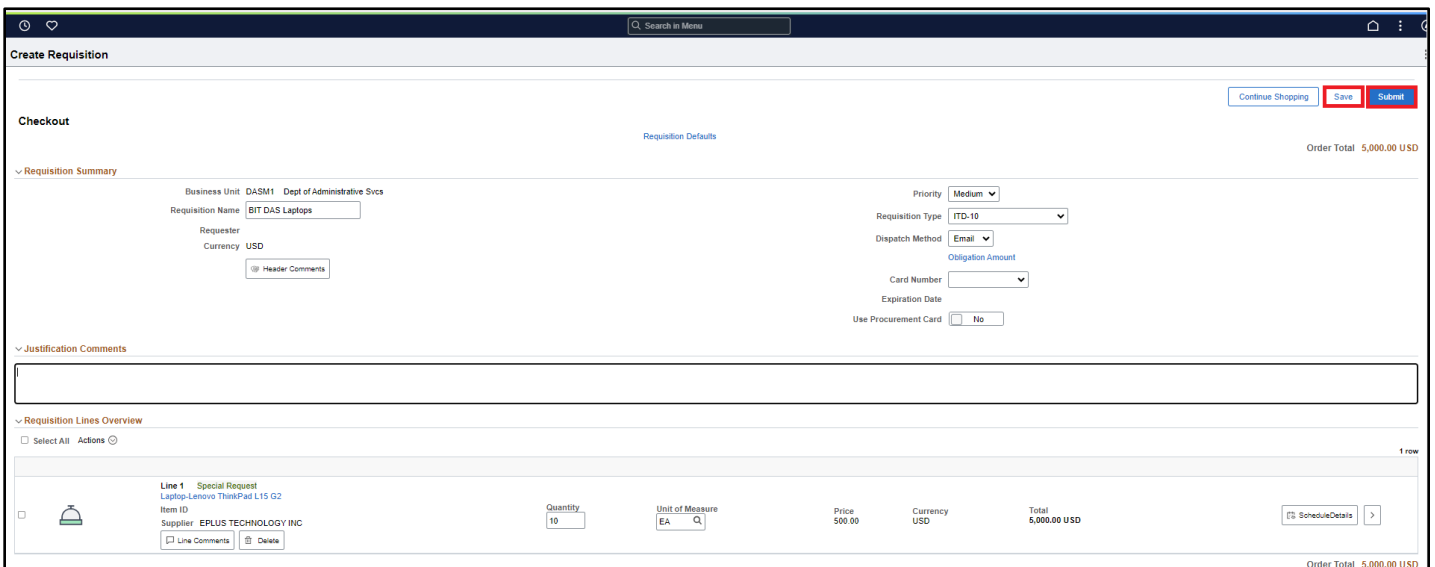 Search in Menu
Create Requisition
Continue Shopping Save Submit
Checkout
Requisition Defaults
Order Total 5,000.00 USD
Requisition Summary
Business Unit DASM1 Dept of Administrative Svcs
Priority Medium
Requisition Name BIT DAS Laptops
Requisition Type ITD-10
Requester
Dispatch Method Email
Currency USD
Obligation Amount
Header Comments
Card Number
Expiration Date
Use Procurement Card No
Justification Comments
Requisition Lines Overview
Select All Actions
1 row
Line 1 Special Request
Laptop-Lenovo ThinkPad L15 G2
Item ID
Quantity Unit of Measure Price Currency Total
10 EA 500.00 USD 5,000.00 USD
ScheduleDetails
Supplier EPLUS TECHNOLOGY INC
Line Comments Delete
Order Total 5,000.00 USD